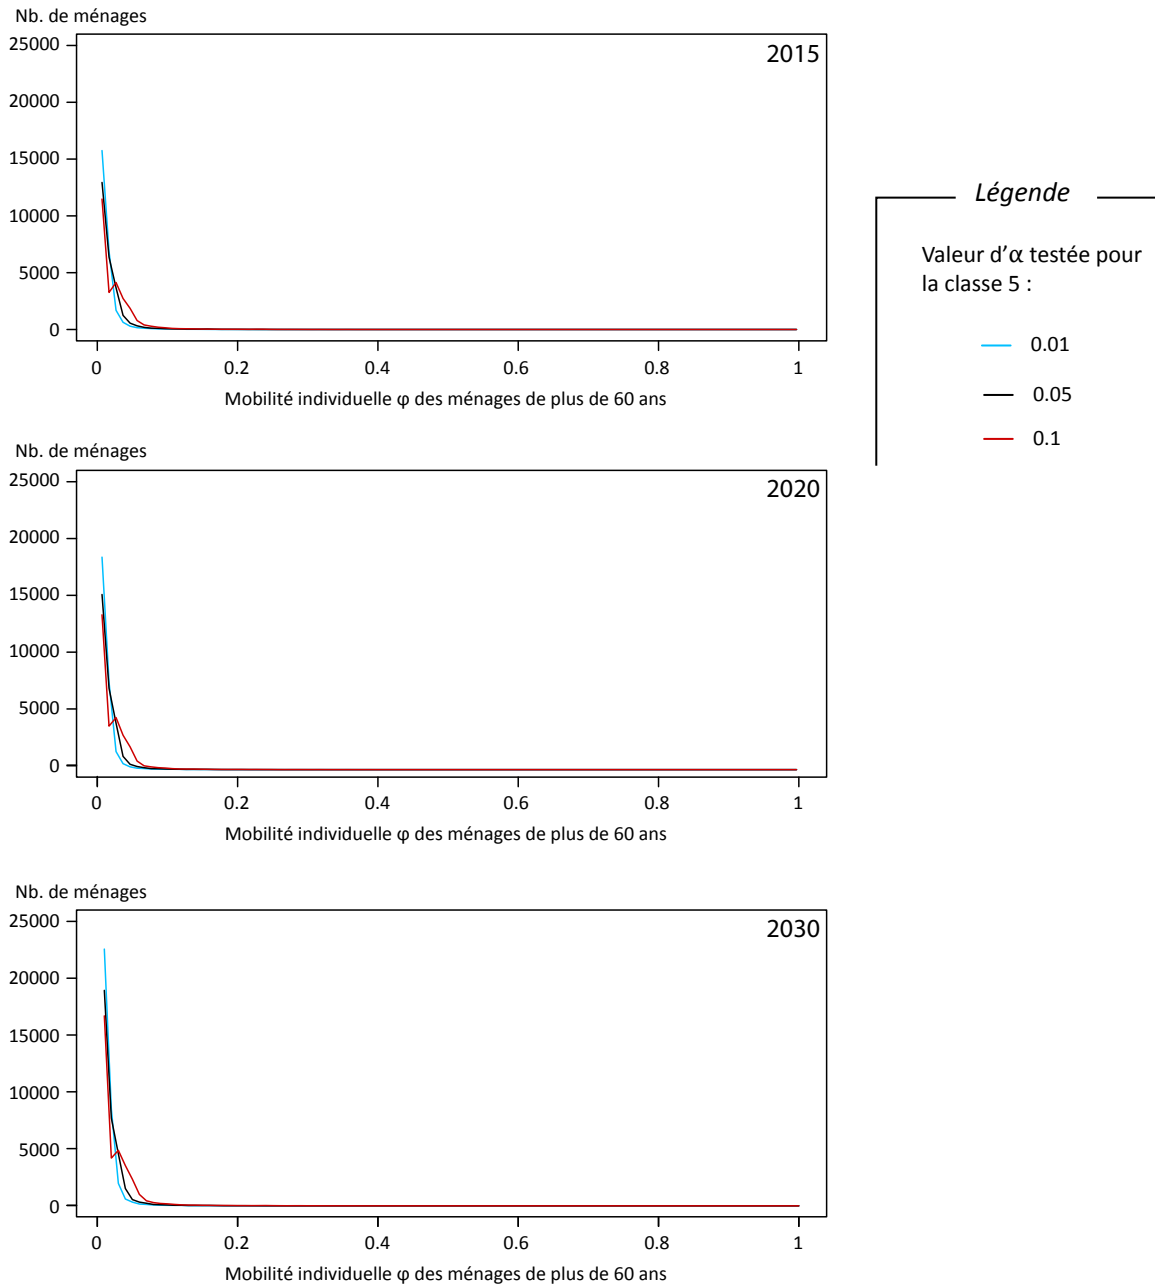 Nb. de ménages
25000
20000
15000
10000
5000
0
2015
0 0.2 0.4 0.6 0.8 1
Mobilité individuelle φ des ménages de plus de 60 ans
Légende
Valeur d'α testée pour
la classe 5 :
0.01
0.05
0.1
Nb. de ménages
25000
20000
15000
10000
5000
0
2020
0 0.2 0.4 0.6 0.8 1
Mobilité individuelle φ des ménages de plus de 60 ans
Nb. de ménages
25000
20000
15000
10000
5000
0
2030
0 0.2 0.4 0.6 0.8 1
Mobilité individuelle φ des ménages de plus de 60 ans